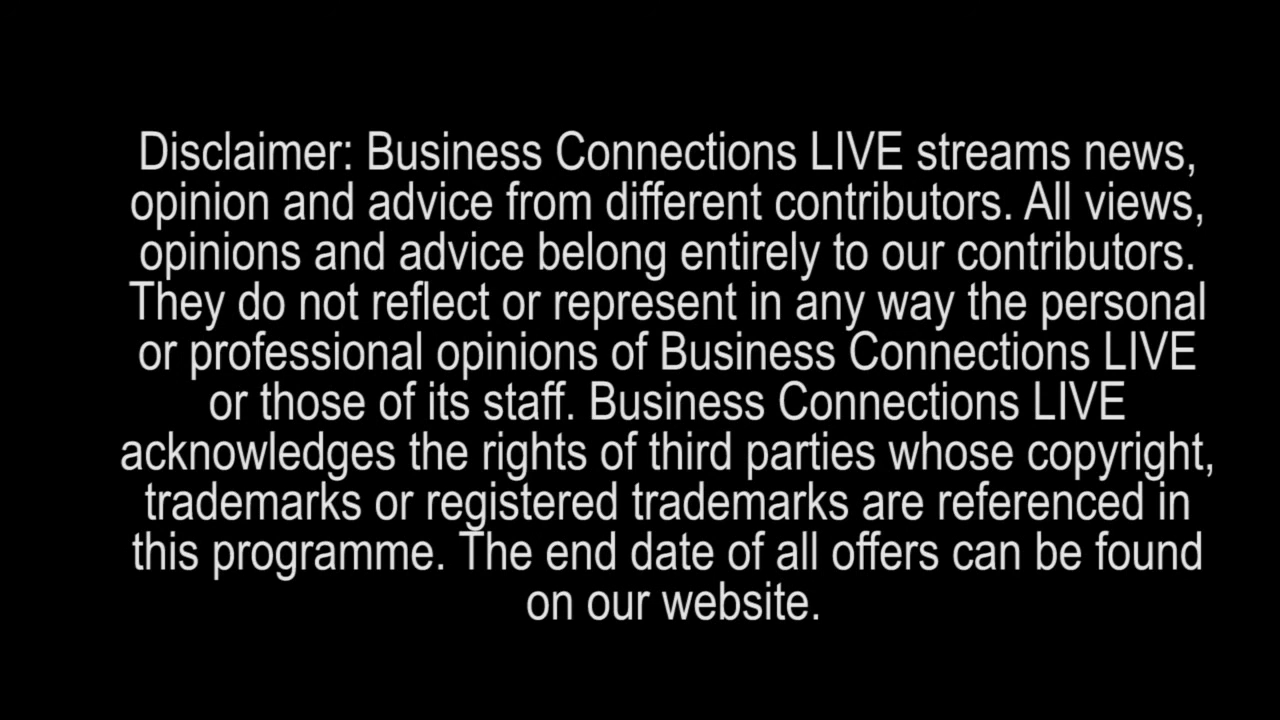 Disclaimer: Business Connections LIVE streams news,
opinion and advice from different contributors. All views,
opinions and advice belong entirely to our contributors.
They do not reflect or represent in any way the personal
or professional opinions of Business Connections LIVE
or those of its staff. Business Connections LIVE
acknowledges the rights of third parties whose copyright,
trademarks or registered trademarks are referenced in
this programme. The end date of all offers can be found
on our website.